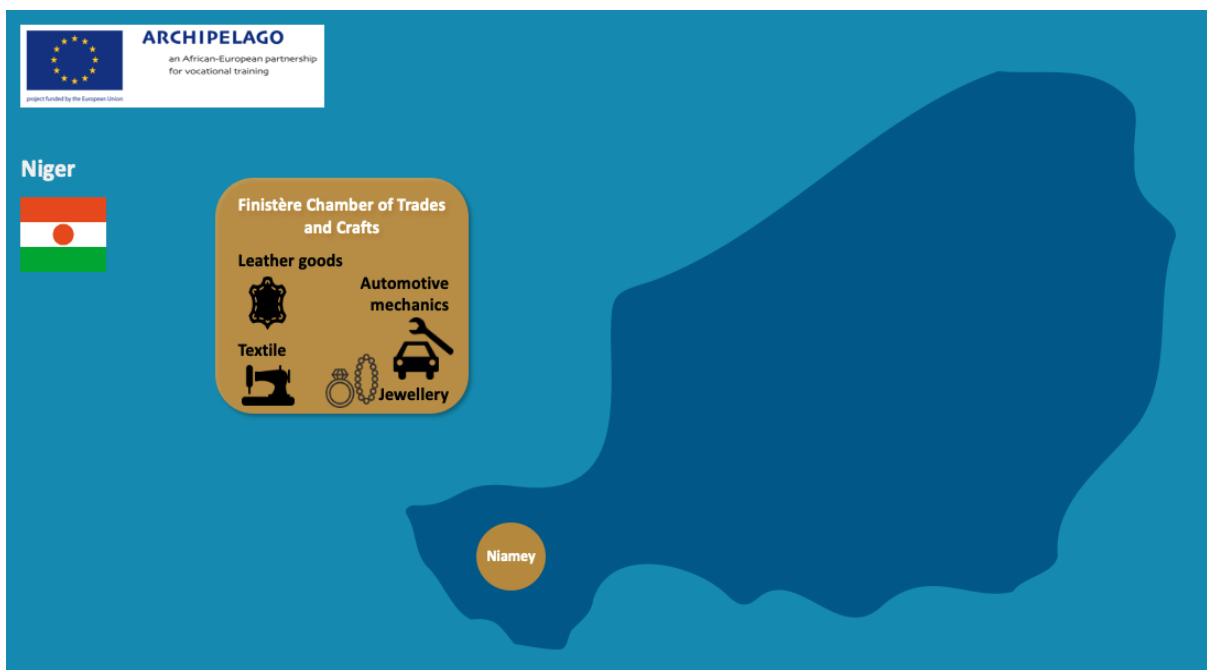 ARCHIPELAGO
an African-European partnership
for vocational training
project funded by the European Union
Niger
Finistère Chamber of Trades
and Crafts
Leather goods
Automotive
mechanics
Textile
Jewellery
Niamey